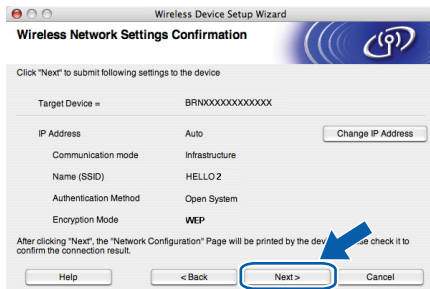 Wireless Device Setup Wizard
Wireless Network Settings Confirmation
Click "Next" to submit following settings to the device
Target Device = BRNXXXXXXXXXXXX
IP Address Auto Change IP Address
Communication mode Infrastructure
Name (SSID) HELLO 2
Authentication Method Open System
Encryption Mode WEP
After clicking "Next", the "Network Configuration" Page will be printed by the check it to
confirm the connection result.
Help < Back Next > Cancel